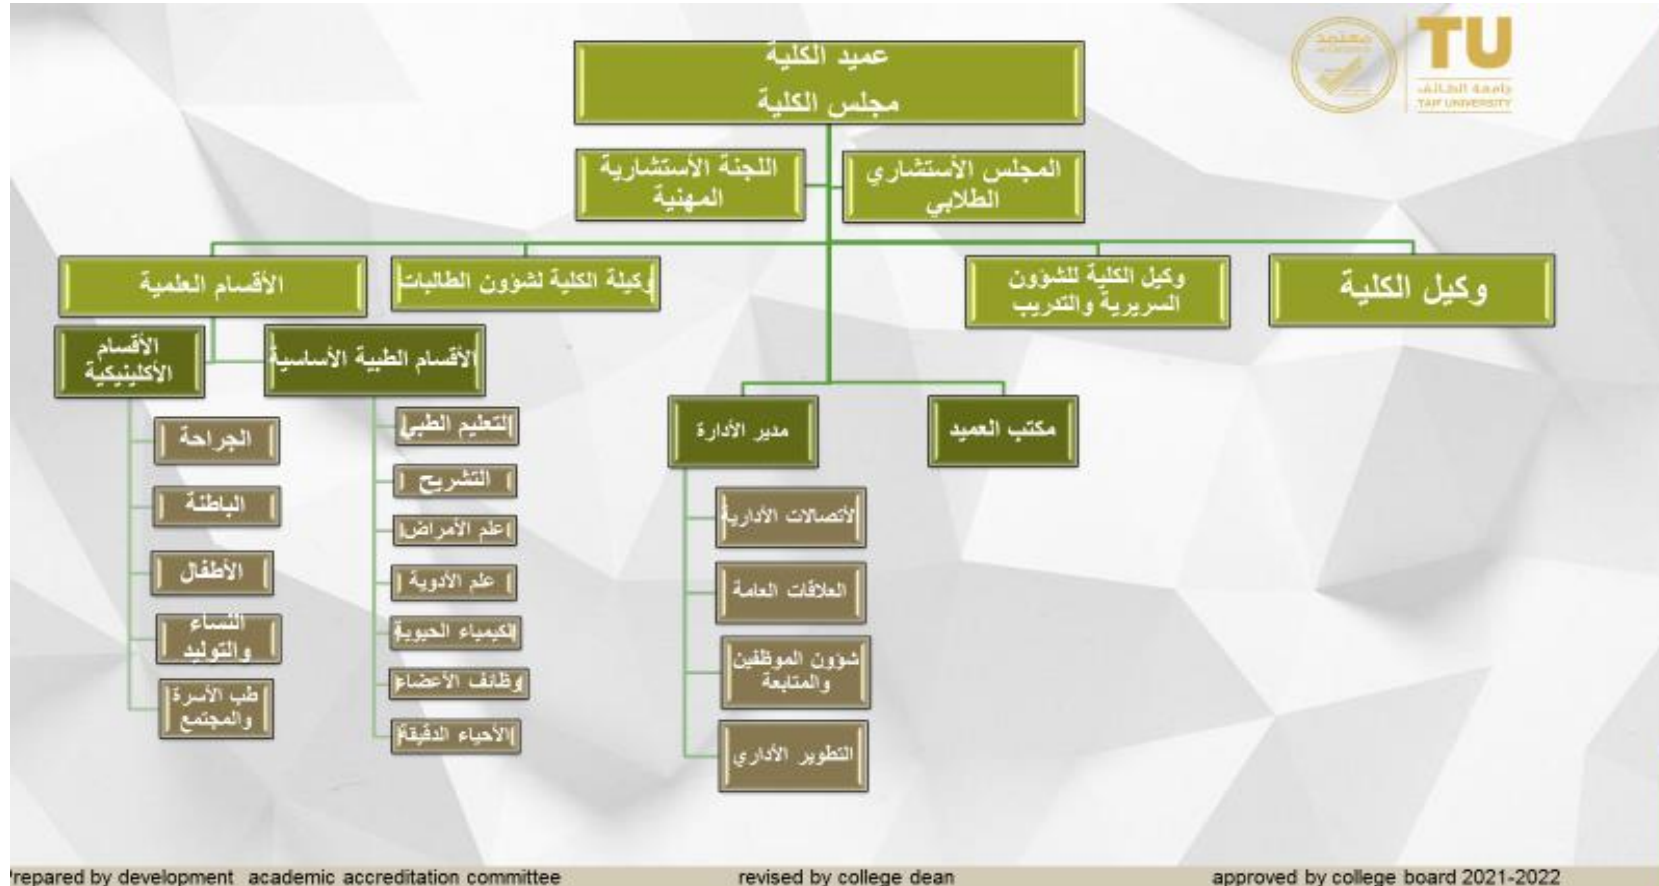 عميد الكلية
مجلس الكلية
معتمد
TU
جامعة الطائف
TAIF UNIVERSITY
المجلس الأستشاري
الطلابي
اللجنة الأستشارية
المهنية
وكيل الكلية
وكيل الكلية للشؤون
السريرية والتدريب
وكيلة الكلية لشؤون الطالبات
الأقسام العلمية
الأقسام الطبية الأساسية
الأقسام
الأكلينيكية
التعليم الطبي
التشريح
علم الأمراض
علم الأدوية
الكيمياء الحيوية
وظائف الأعضاء
الأحياء الدقيقة
الجراحة
الباطنة
الأطفال
النساء
والتوليد
طب الأسرة
والمجتمع
مكتب العميد
مدير الأدارة
لأتصالات الأدارية
العلاقات العامة
شؤون الموظفين
والمتابعة
التطوير الأداري
Prepared by development academic accreditation committee
revised by college dean
approved by college board 2021-2022